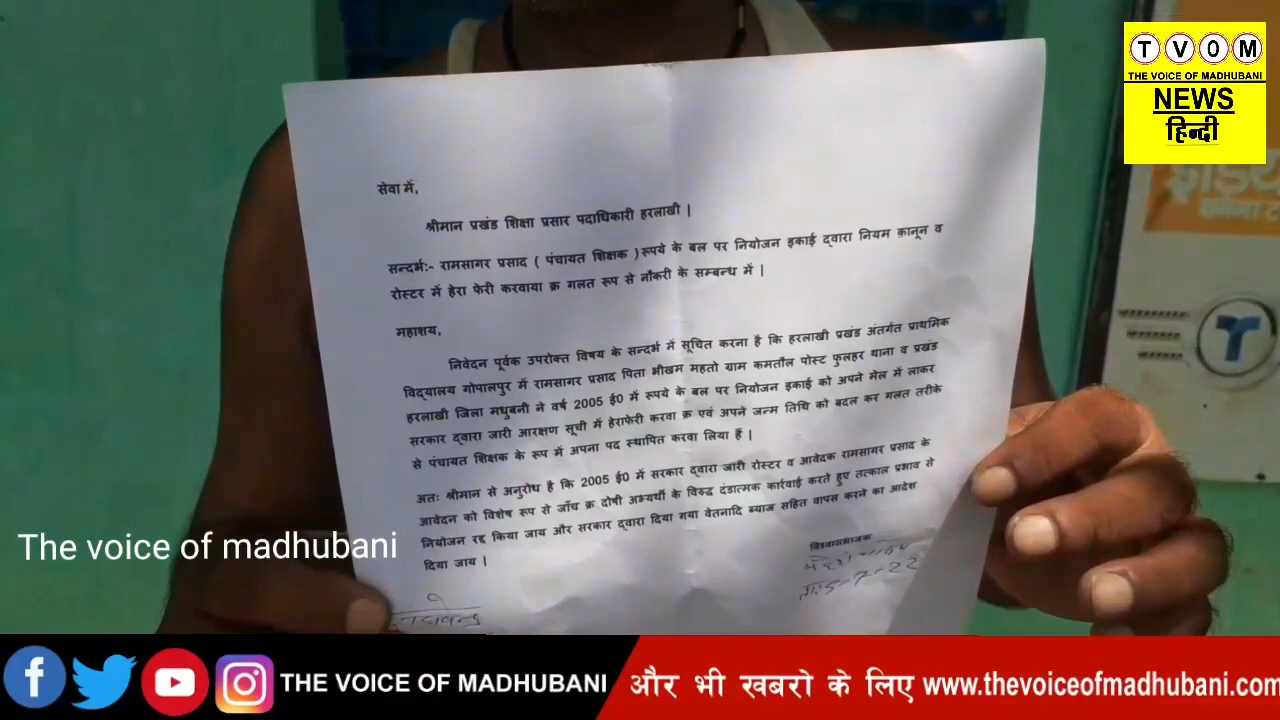 T V O M
THE VOICE OF MADHUBANI
NEWS
हिन्दी
सेवा में,
श्रीमान प्रखंड शिक्षा प्रसार पदाधिकारी हरलाखी |
सन्दर्भ:- रामसागर प्रसाद ( पंचायत शिक्षक )रूपये के बल पर नियोजन इकाई द्वारा नियम क़ानून व
रोस्टर में हेरा फेरी करवाया क्र गलत रूप से नौकरी के सम्बन्ध में |
महाशय,
निवेदन पूर्वक उपरोक्त विषय के सन्दर्भ में सूचित करना है कि हरलाखी प्रखंड अंतर्गत प्राथमिक
विद्यालय गोपालपुर में रामसागर प्रसाद पिता भीखम महतो ग्राम कमतौल पोस्ट फुलहर थाना व प्रखंड
हरलाखी जिला मधुबनी ने वर्ष 2005 ई0 में रूपये के बल पर नियोजन इकाई को अपने मेल में लाकर
सरकार द्वारा जारी आरक्षण सूची में हेराफेरी करवा क्र एवं अपने जन्म तिथि को बदल कर गलत तरीके
से पंचायत शिक्षक के रूप में अपना पद स्थापित करवा लिया हैं |
अतः श्रीमान से अनुरोध है कि 2005 ई0 में सरकार द्वारा जारी रोस्टर व आवेदक रामसागर प्रसाद के
आवेदन को विशेष रूप से जाँच क्र दोषी अभ्यर्थी के विरुद्ध दंडात्मक कार्रवाई करते हुए तत्काल प्रभाव से
नियोजन रद्द किया जाय और सरकार द्वारा दिया गया वेतनादि ब्याज सहित वापस करने का आदेश
दिया जाय |
विश्वासभाजक
The voice of madhubani
THE VOICE OF MADHUBANI
और भी खबरो के लिए www.thevoiceofmadhubani.com